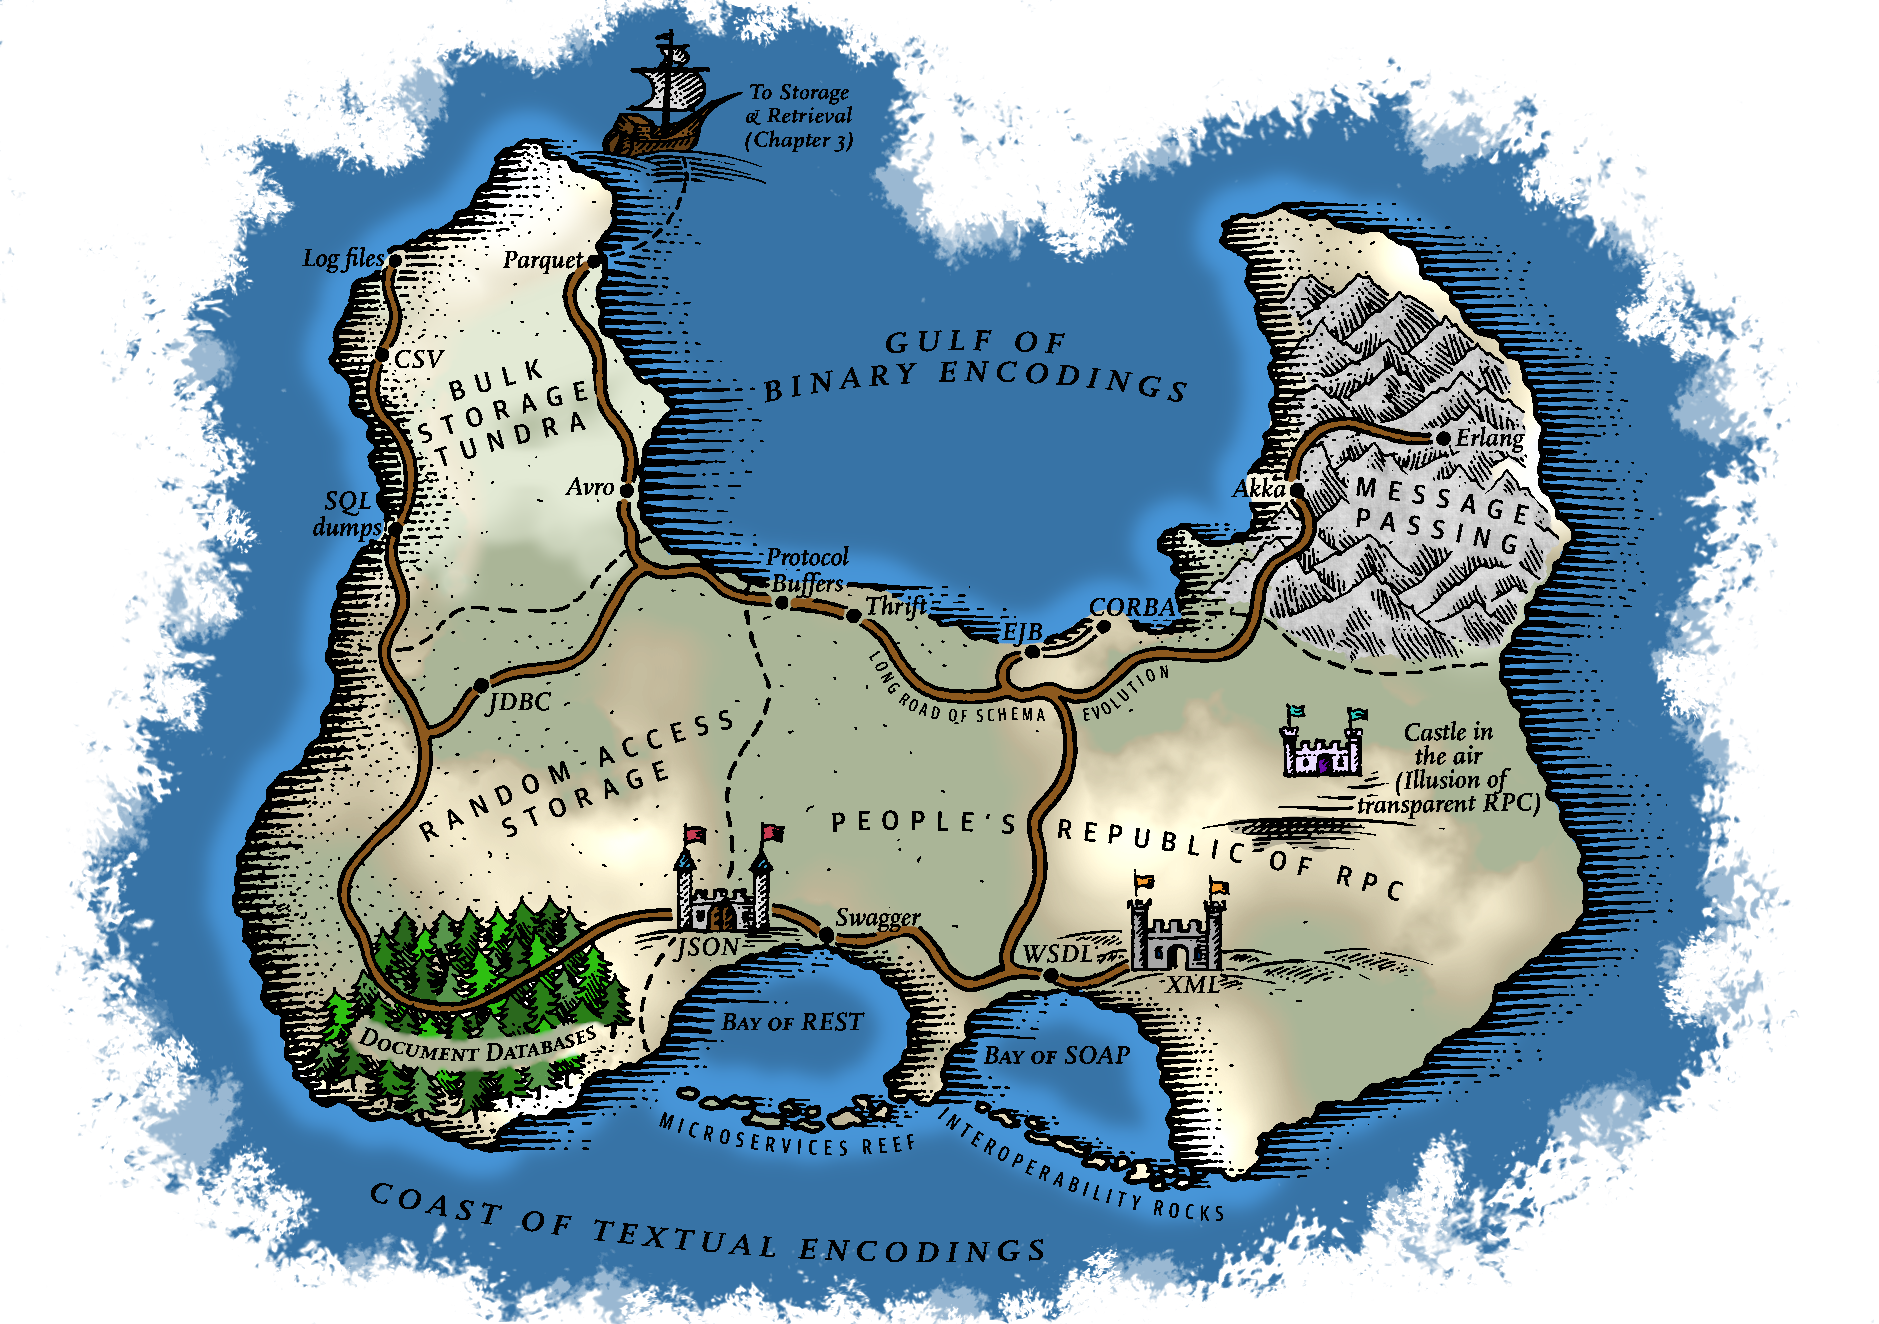 To Storage
& Retrieval
(Chapter 3)
Log files
Parquet
CSV
BULK
STORAGE
TUNDRA
GULF OF
BINARY ENCODINGS
SQL
dumps
Avro
Erlang
Akka
MESSAGE
PASSING
Protocol
Buffers
Thrift
CORBA
EJB
LONG ROAD OF SCHEMA EVOLUTION
JDBC
RANDOM-ACCESS
STORAGE
Castle in
the air
(Illusion of
transparent RPC)
PEOPLE'S REPUBLIC OF RPC
JSON
Swagger
WSDL
XML
DOCUMENT DATABASES
BAY OF REST
BAY OF SOAP
MICROSERVICES REEF
INTEROPERABILITY ROCKS
COAST OF TEXTUAL ENCODINGS